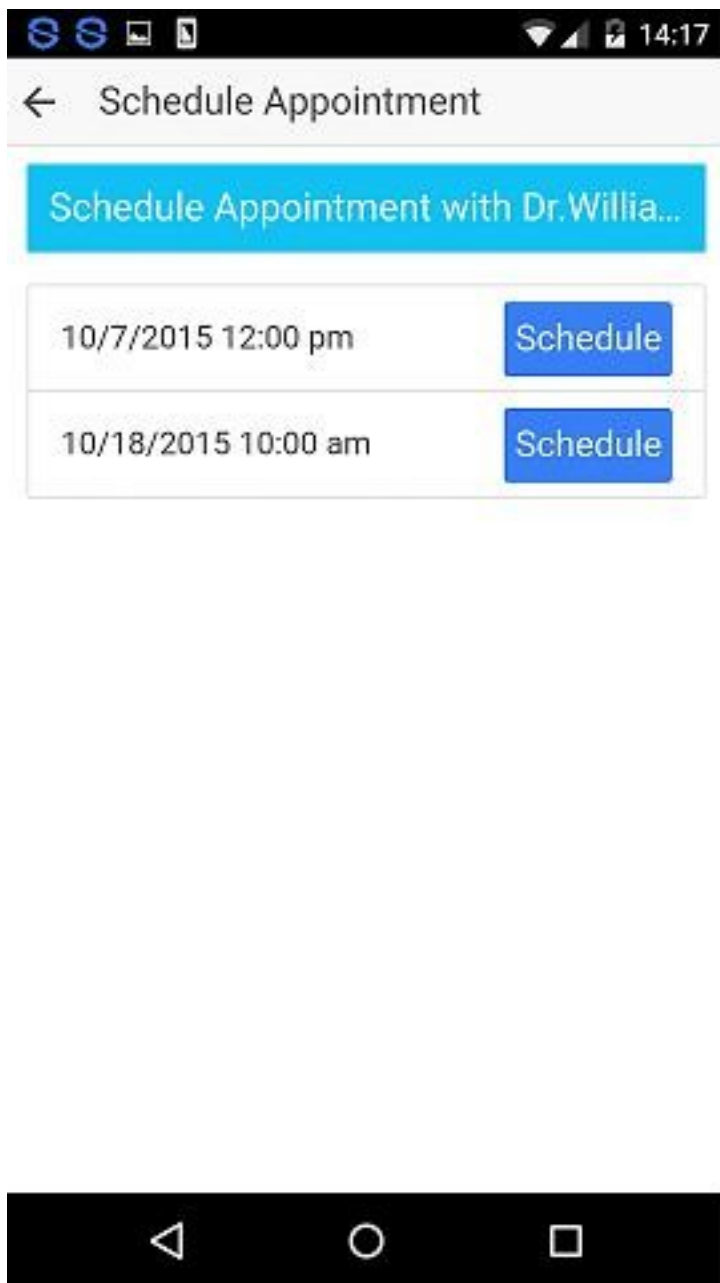 14:17
Schedule Appointment
Schedule Appointment with Dr.Willia...
10/7/2015 12:00 pm Schedule
10/18/2015 10:00 am Schedule